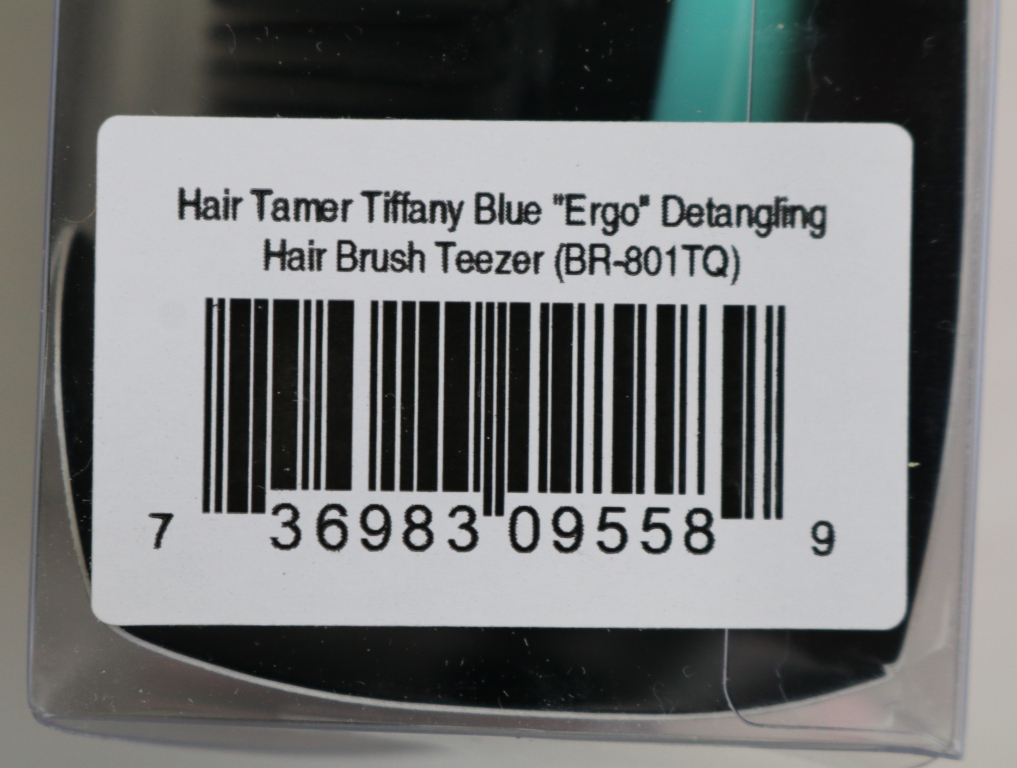 Hair Tamer Tiffany Blue "Ergo" Detangling
Hair Brush Teezer (BR-801TQ)
7 36983 09558 9